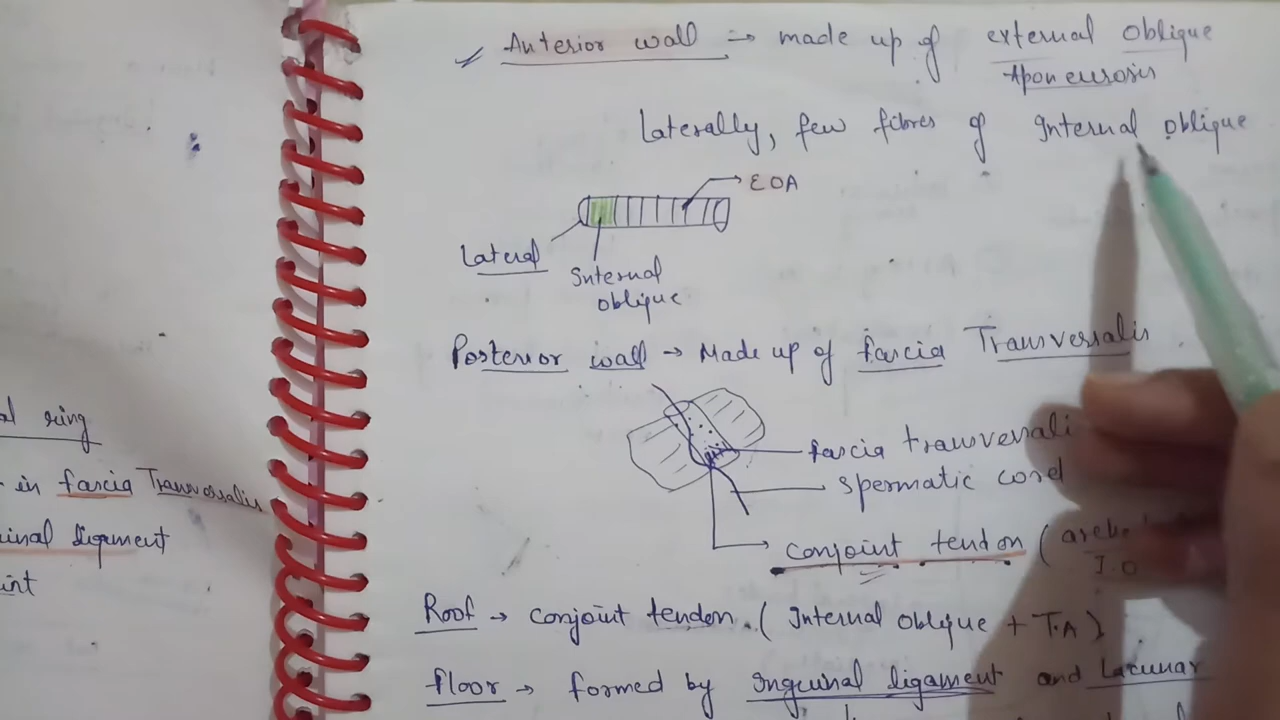 Anterior wall → made up of external oblique
Aponeurosis
Laterally, few fibres of Internal oblique
EOA
Lateral
Internal
oblique
Posterior wall → Made up of fascia Transversalis
fascia transversali
spermatic cord
conjoint tendon (
I.O
Roof → conjoint tendon. (Internal oblique + T.A)
Floor → formed by Inguinal ligament and Lacunar
al ring
in fascia Transversalis
inal ligament
int